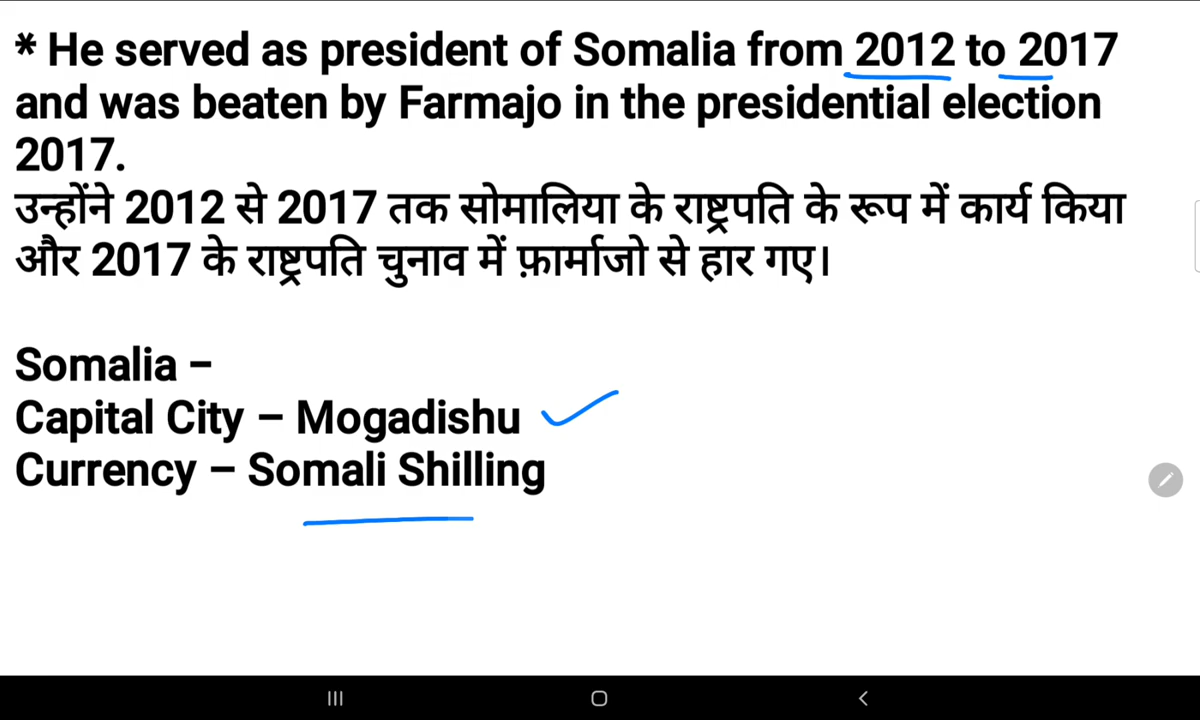 * He served as president of Somalia from 2012 to 2017
and was beaten by Farmajo in the presidential election
2017.
उन्होंने 2012 से 2017 तक सोमालिया के राष्ट्रपति के रूप में कार्य किया
और 2017 के राष्ट्रपति चुनाव में फ़ार्माजो से हार गए।
Somalia –
Capital City – Mogadishu
Currency – Somali Shilling